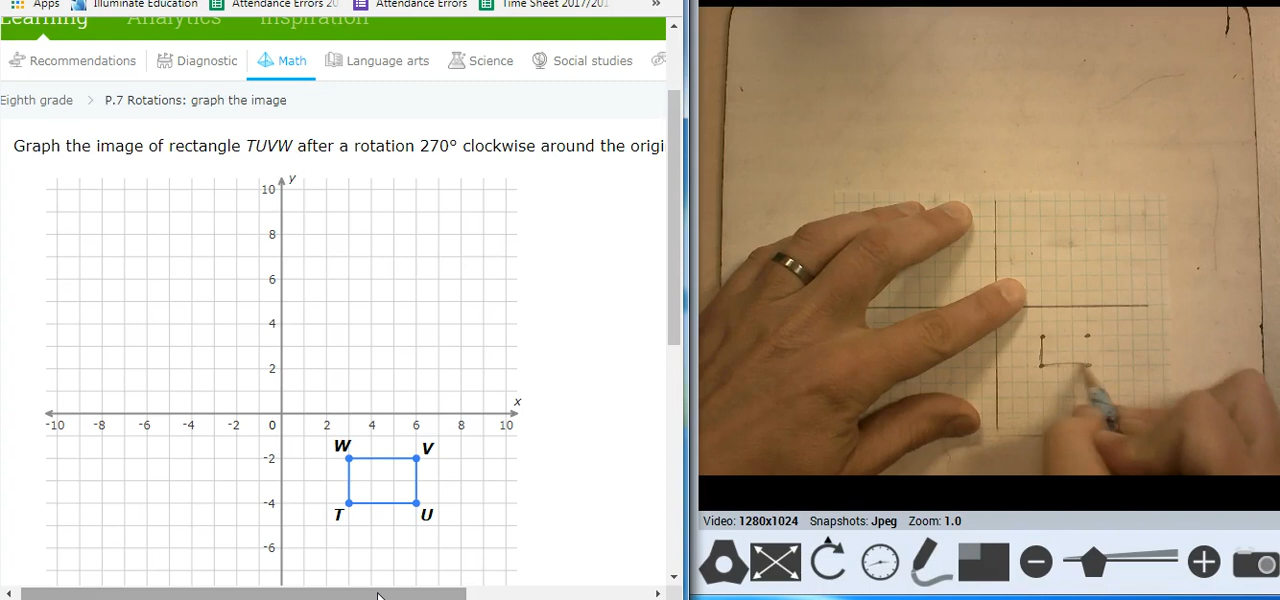 Apps Illuminate Education Attendance Errors 20 Attendance Errors Time Sheet 2017/201 »
Learning Analytics Inspiration
Recommendations Diagnostic Math Language arts Science Social studies
Eighth grade > P.7 Rotations: graph the image
Graph the image of rectangle TUVW after a rotation 270° clockwise around the origi
y
10
8
6
4
2
x
-10 -8 -6 -4 -2 0 2 4 6 8 10
W V
-2
-4
T U
-6
Video: 1280x1024 Snapshots: Jpeg Zoom: 1.0